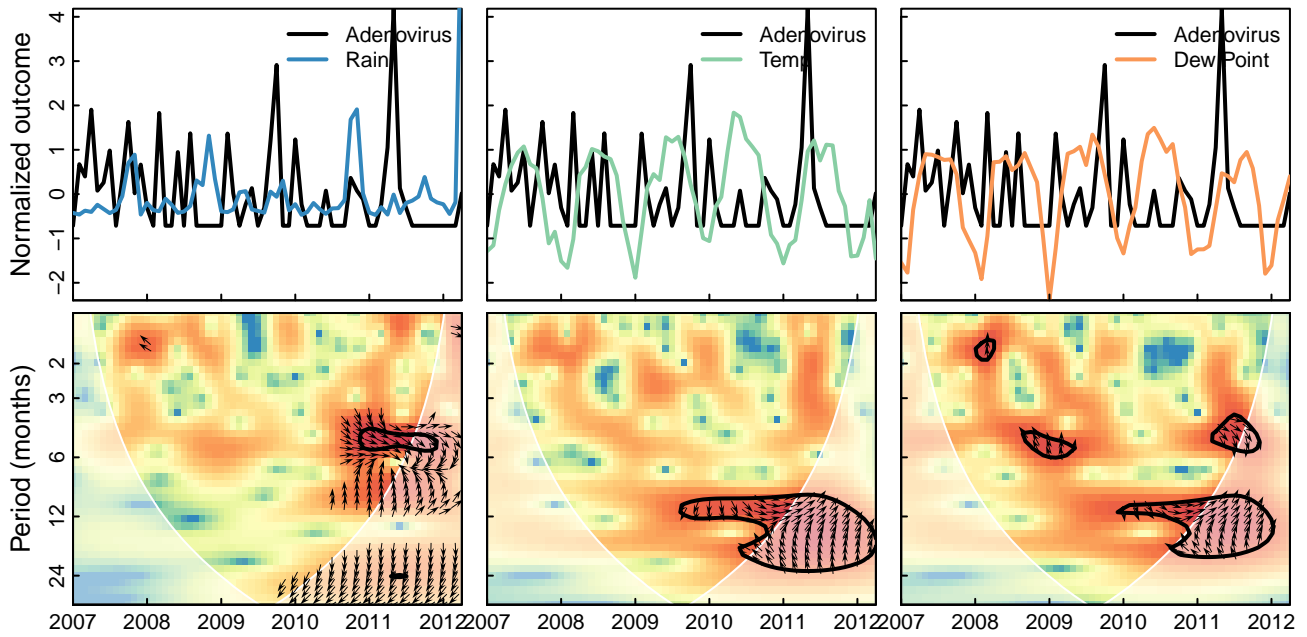 Normalized outcome
4
3
2
1
0
−1
−2
Adenovirus
Rain
Adenovirus
Temp
Adenovirus
Dew Point
Period (months)
2
3
6
12
24
2007 2008 2009 2010 2011 2012
2007 2008 2009 2010 2011 2012
2007 2008 2009 2010 2011 2012